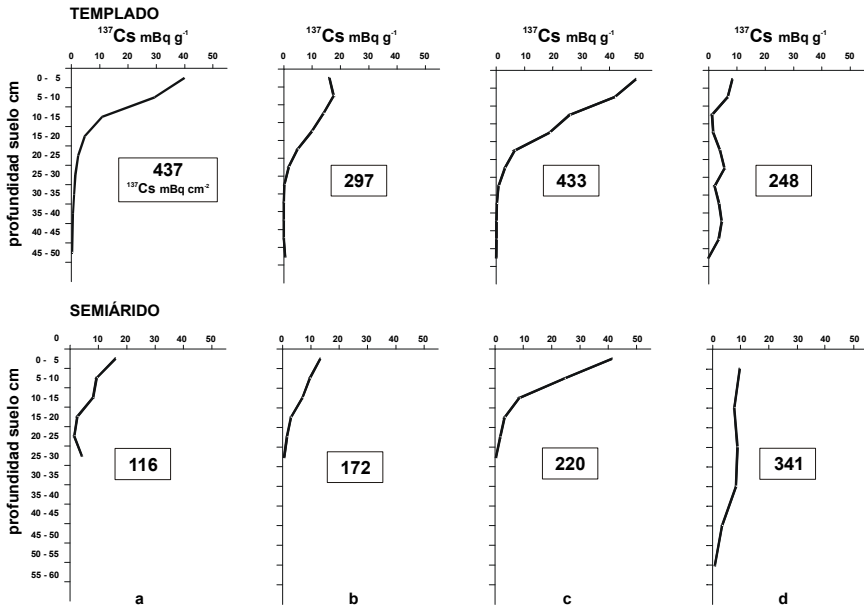 TEMPLADO
137Cs mBq g-1
137Cs mBq g-1
137Cs mBq g-1
137Cs mBq g-1
0 10 20 30 40 50
0 10 20 30 40 50
0 10 20 30 40 50
0 10 20 30 40 50
profundidad suelo cm
0 - 5
5 - 10
10 - 15
15 - 20
20 - 25
25 - 30
30 - 35
35 - 40
40 - 45
45 - 50
437
137Cs mBq cm-2
297
433
248
SEMIÁRIDO
0 10 20 30 40 50
0 10 20 30 40 50
0 10 20 30 40 50
0 10 20 30 40 50
profundidad suelo cm
0 - 5
5 - 10
10 - 15
15 - 20
20 - 25
25 - 30
30 - 35
35 - 40
40 - 45
45 - 50
50 - 55
55 - 60
116
172
220
341
a
b
c
d